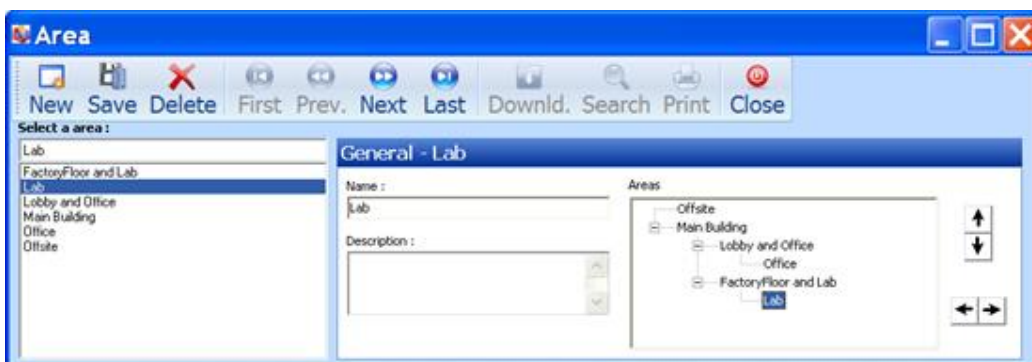 Area
New Save Delete First Prev. Next Last Downld. Search Print Close
Select a area :
Lab
FactoryFloor and Lab
Lab
Lobby and Office
Main Building
Office
Offsite
General - Lab
Name :
Lab
Description :
Areas
Offsite
Main Building
Lobby and Office
Office
FactoryFloor and Lab
Lab